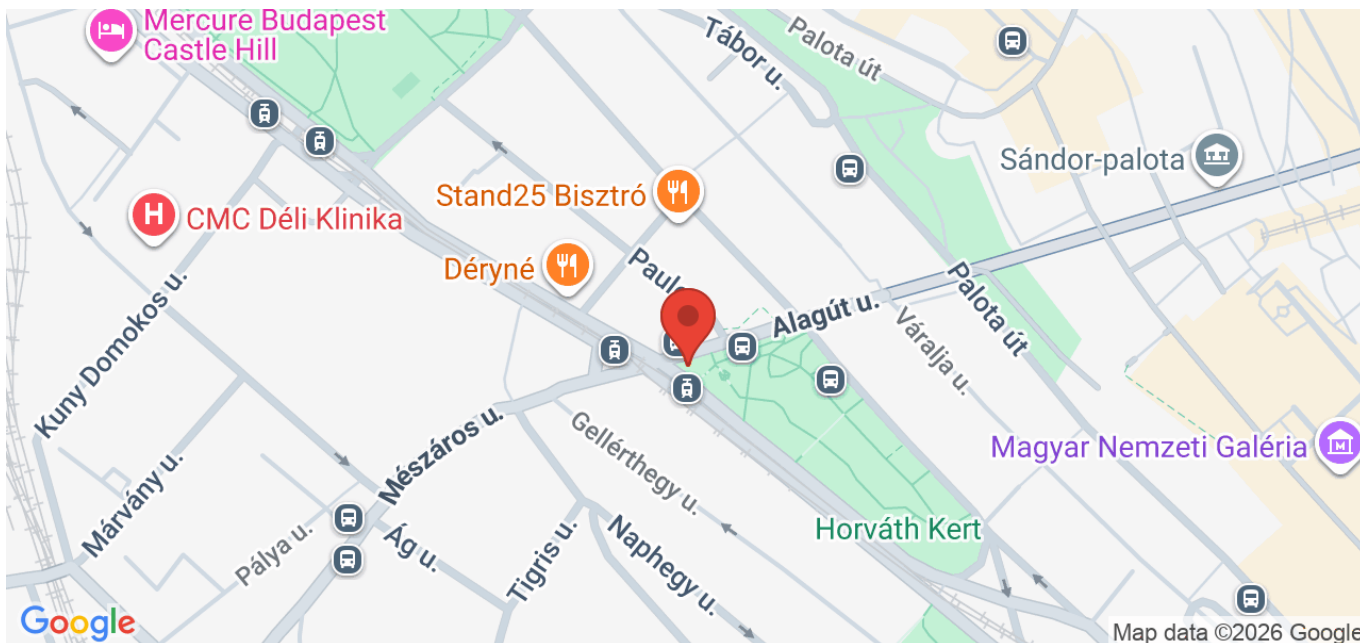 Mercure Budapest
Castle Hill
Tábor u.
Palota út
Sándor-palota
Stand25 Bisztró
H
CMC Déli Klinika
Déryné
Alagút u.
Palota út
Váralja u.
Kuny Domokos u.
Mészáros u.
Gellérthegy u.
Magyar Nemzeti Galéria
M
Márvány u.
Pálya u.
Ág u.
Tigris u.
Naphegy u.
Horváth Kert
Google
Map data ©2026 Google